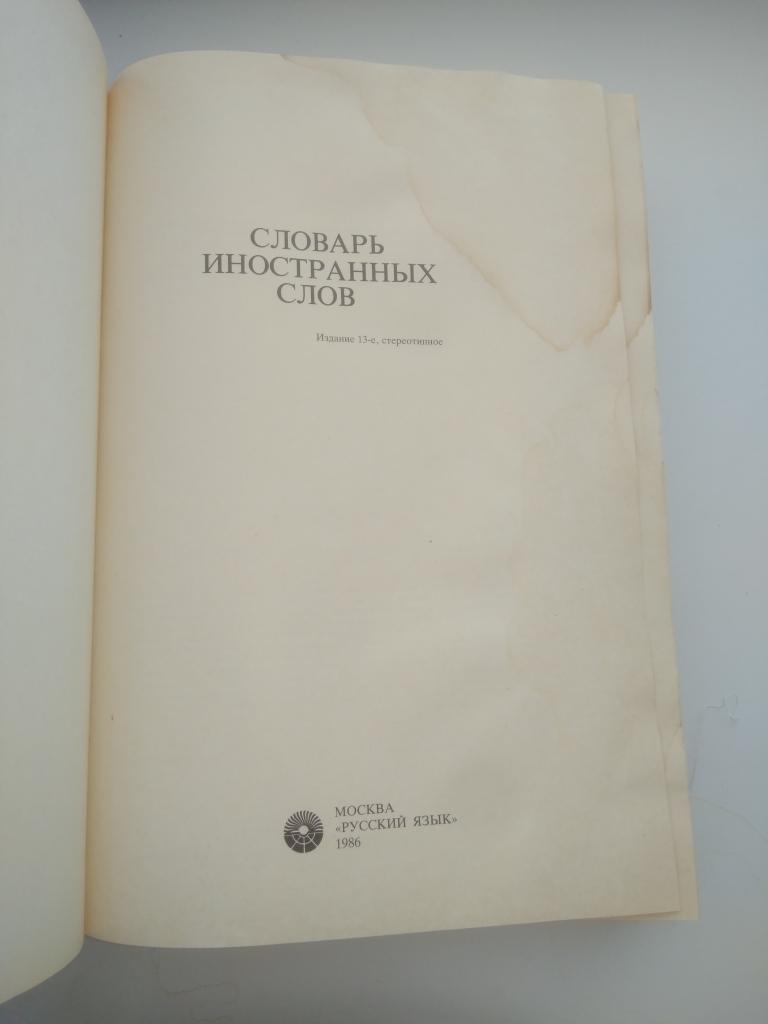 СЛОВАРЬ
ИНОСТРАННЫХ
СЛОВ
Издание 13-е, стереотипное
МОСКВА
«РУССКИЙ ЯЗЫК»
1986